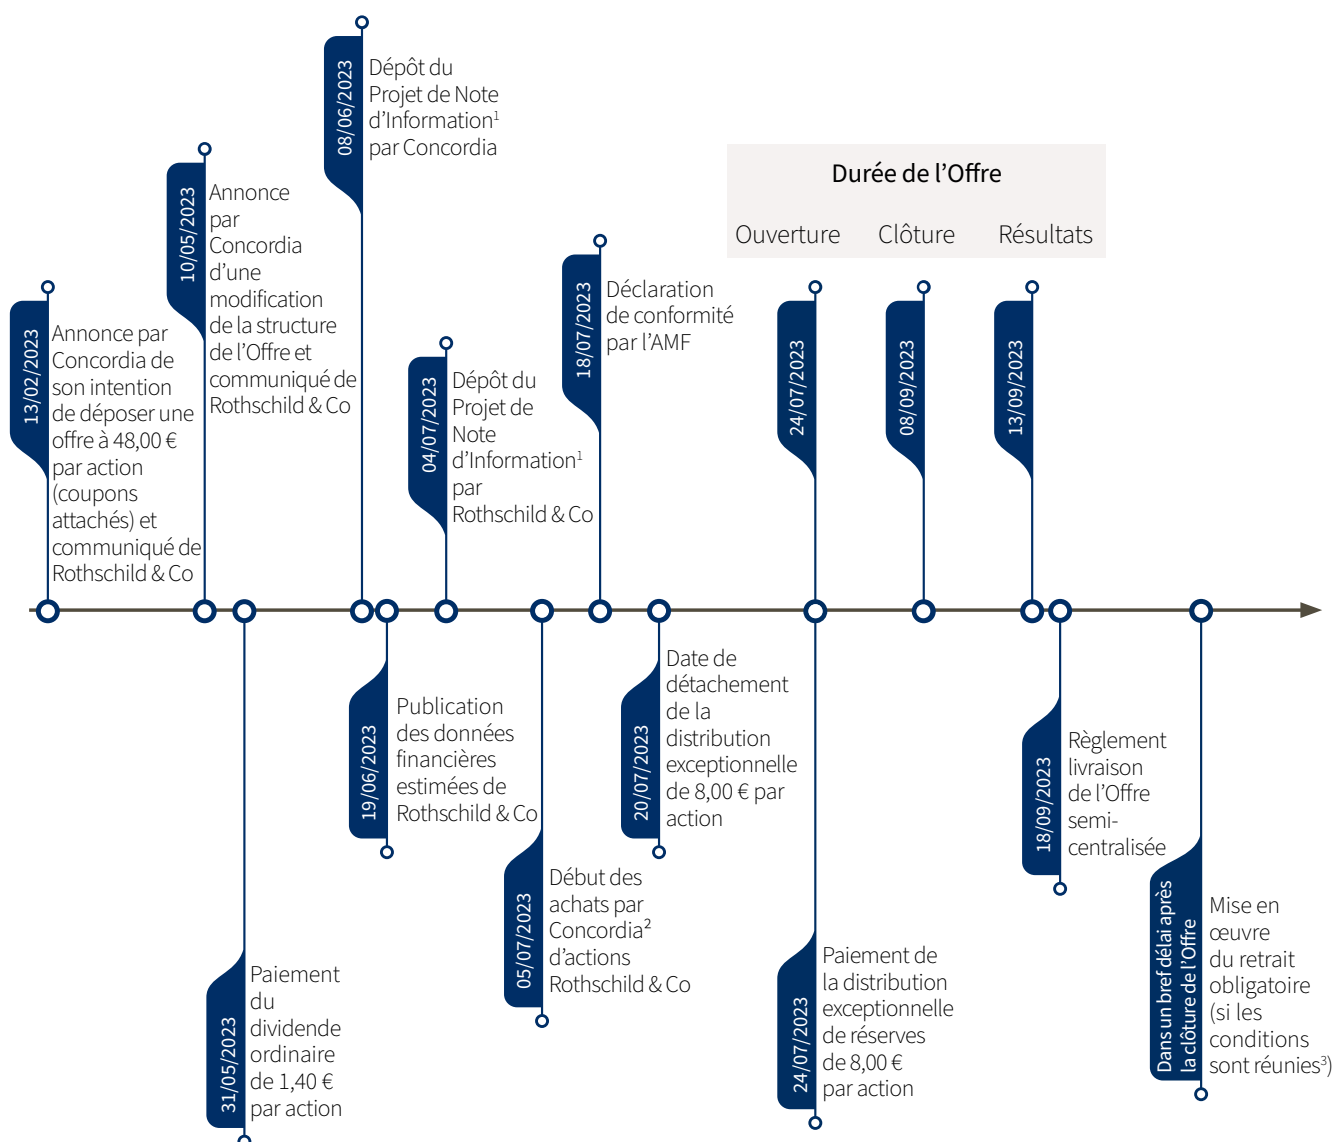 13/02/2023
Annonce par
Concordia de
son intention
de déposer une
offre à 48,00 €
par action
(coupons
attachés) et
communiqué de
Rothschild & Co
10/05/2023
Annonce
par
Concordia
d’une
modification
de la structure
de l’Offre et
communiqué de
Rothschild & Co
31/05/2023
Paiement
du
dividende
ordinaire
de 1,40 €
par action
08/06/2023
Dépôt du
Projet de Note
d’Information¹
par Concordia
19/06/2023
Publication
des données
financières
estimées de
Rothschild & Co
04/07/2023
Dépôt du
Projet de
Note
d’Information¹
par
Rothschild & Co
05/07/2023
Début des
achats par
Concordia²
d’actions
Rothschild & Co
18/07/2023
Déclaration
de conformité
par l’AMF
20/07/2023
Date de
détachement
de la
distribution
exceptionnelle
de 8,00 € par
action
Durée de l’Offre
Ouverture Clôture Résultats
24/07/2023
08/09/2023
13/09/2023
24/07/2023
Paiement de
la distribution
exceptionnelle
de réserves
de 8,00 €
par action
18/09/2023
Règlement
livraison
de l’Offre
semi-
centralisée
Dans un bref délai après
la clôture de l’Offre
Mise en
œuvre
du retrait
obligatoire
(si les
conditions
sont réunies³)